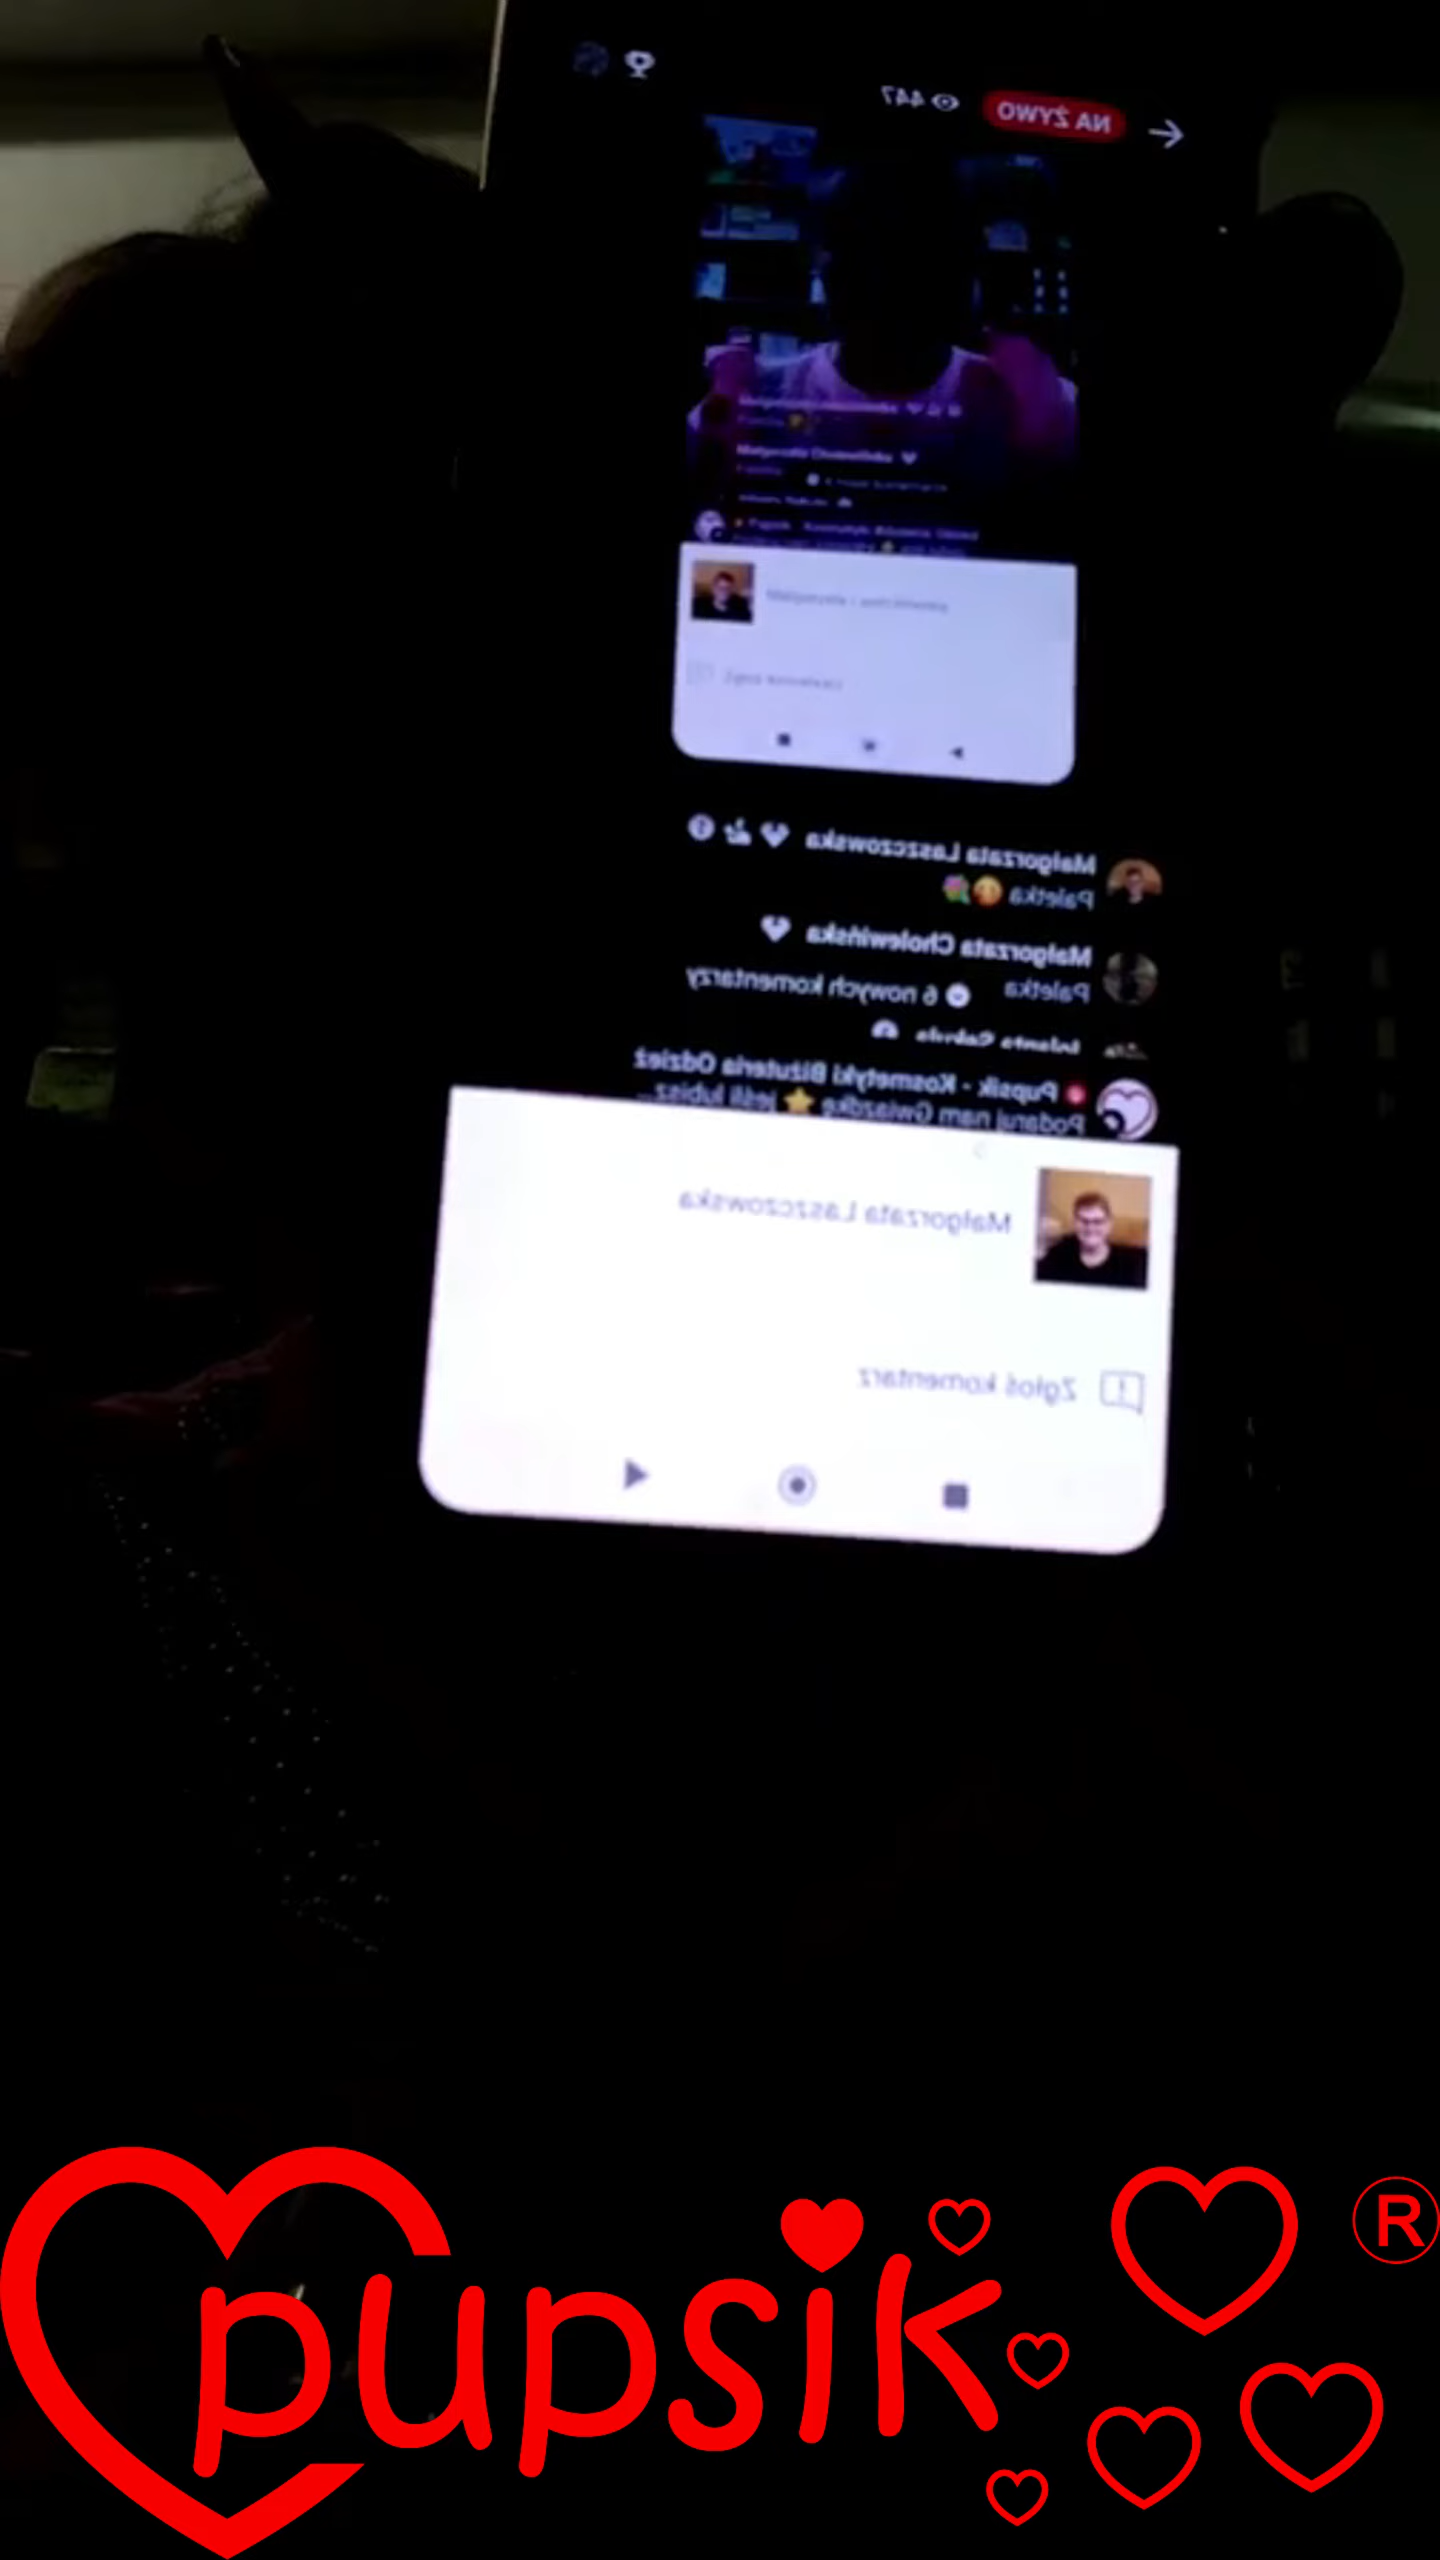 NA ŻYWO 447
Małgorzata Laszczowska
Paletka
Małgorzata Cholewińska
Paletka
6 nowych komentarzy
Pupsik - Kosmetyki Biżuteria Odzież
Podaruj nam Gwiazdkę ⭐ jeśli lubisz...
Małgorzata Laszczowska
Zgłoś komentarz
pupsik ®